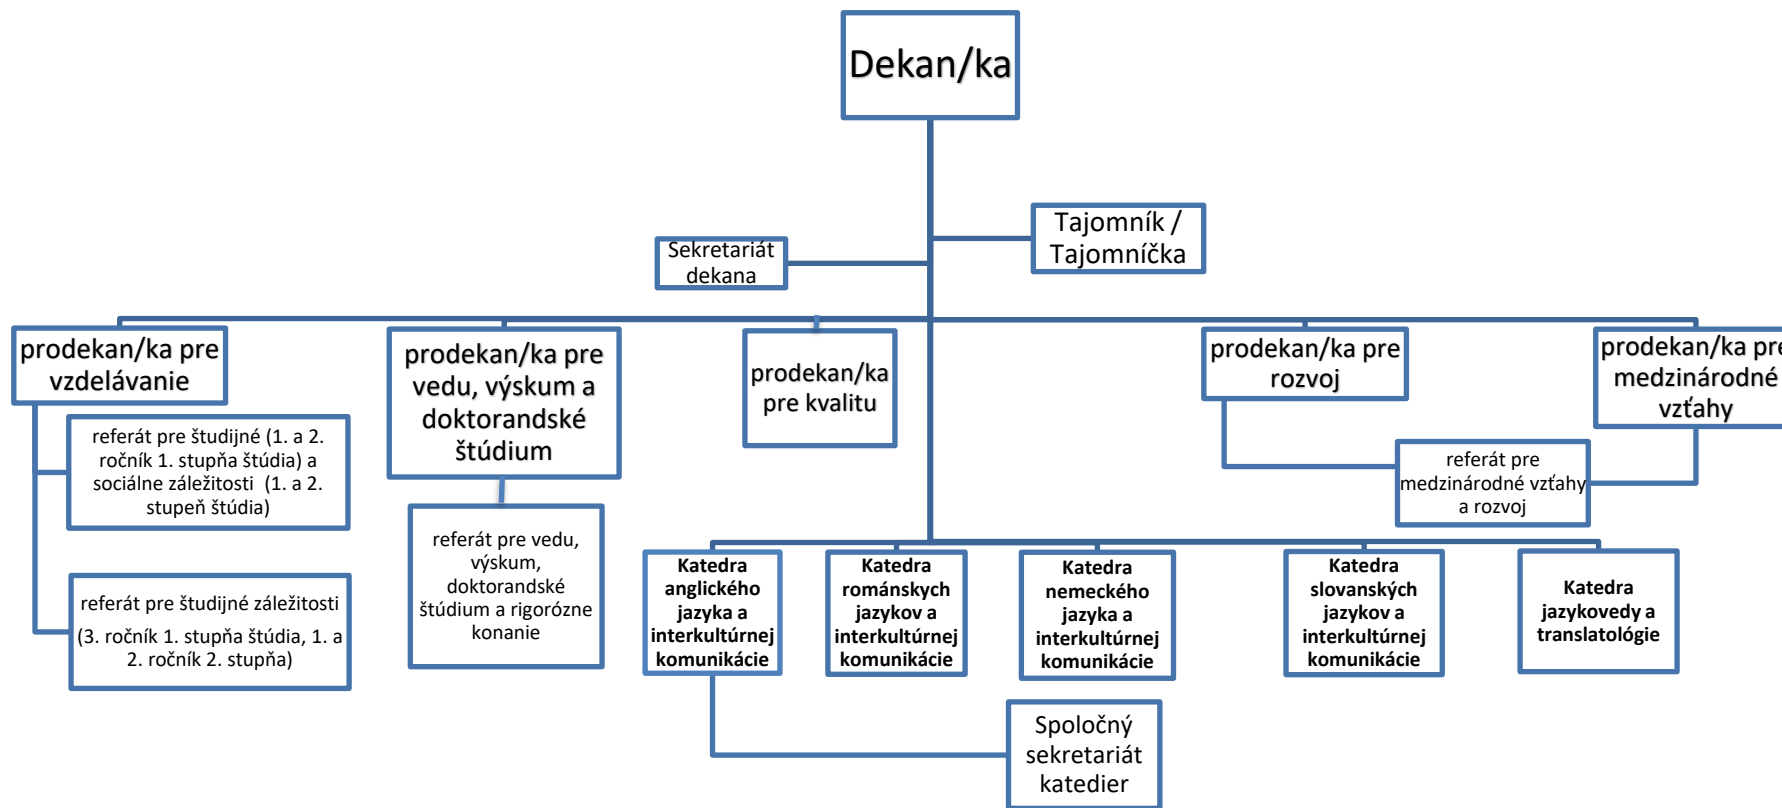 Dekan/ka
Tajomník /
Tajomníčka
Sekretariát
dekana
prodekan/ka pre
vzdelávanie
prodekan/ka pre
vedu, výskum a
doktorandské
štúdium
prodekan/ka
pre kvalitu
prodekan/ka pre
rozvoj
prodekan/ka pre
medzinárodné
vzťahy
referát pre študijné (1. a 2.
ročník 1. stupňa štúdia) a
sociálne záležitosti (1. a 2.
stupeň štúdia)
referát pre
medzinárodné vzťahy
a rozvoj
referát pre vedu,
výskum,
doktorandské
štúdium a rigorózne
konanie
referát pre študijné záležitosti
(3. ročník 1. stupňa štúdia, 1. a
2. ročník 2. stupňa)
Katedra
anglického
jazyka a
interkultúrnej
komunikácie
Katedra
románskych
jazykov a
interkultúrnej
komunikácie
Katedra
nemeckého
jazyka a
interkultúrnej
komunikácie
Katedra
slovanských
jazykov a
interkultúrnej
komunikácie
Katedra
jazykovedy a
translatológie
Spoločný
sekretariát
katedier